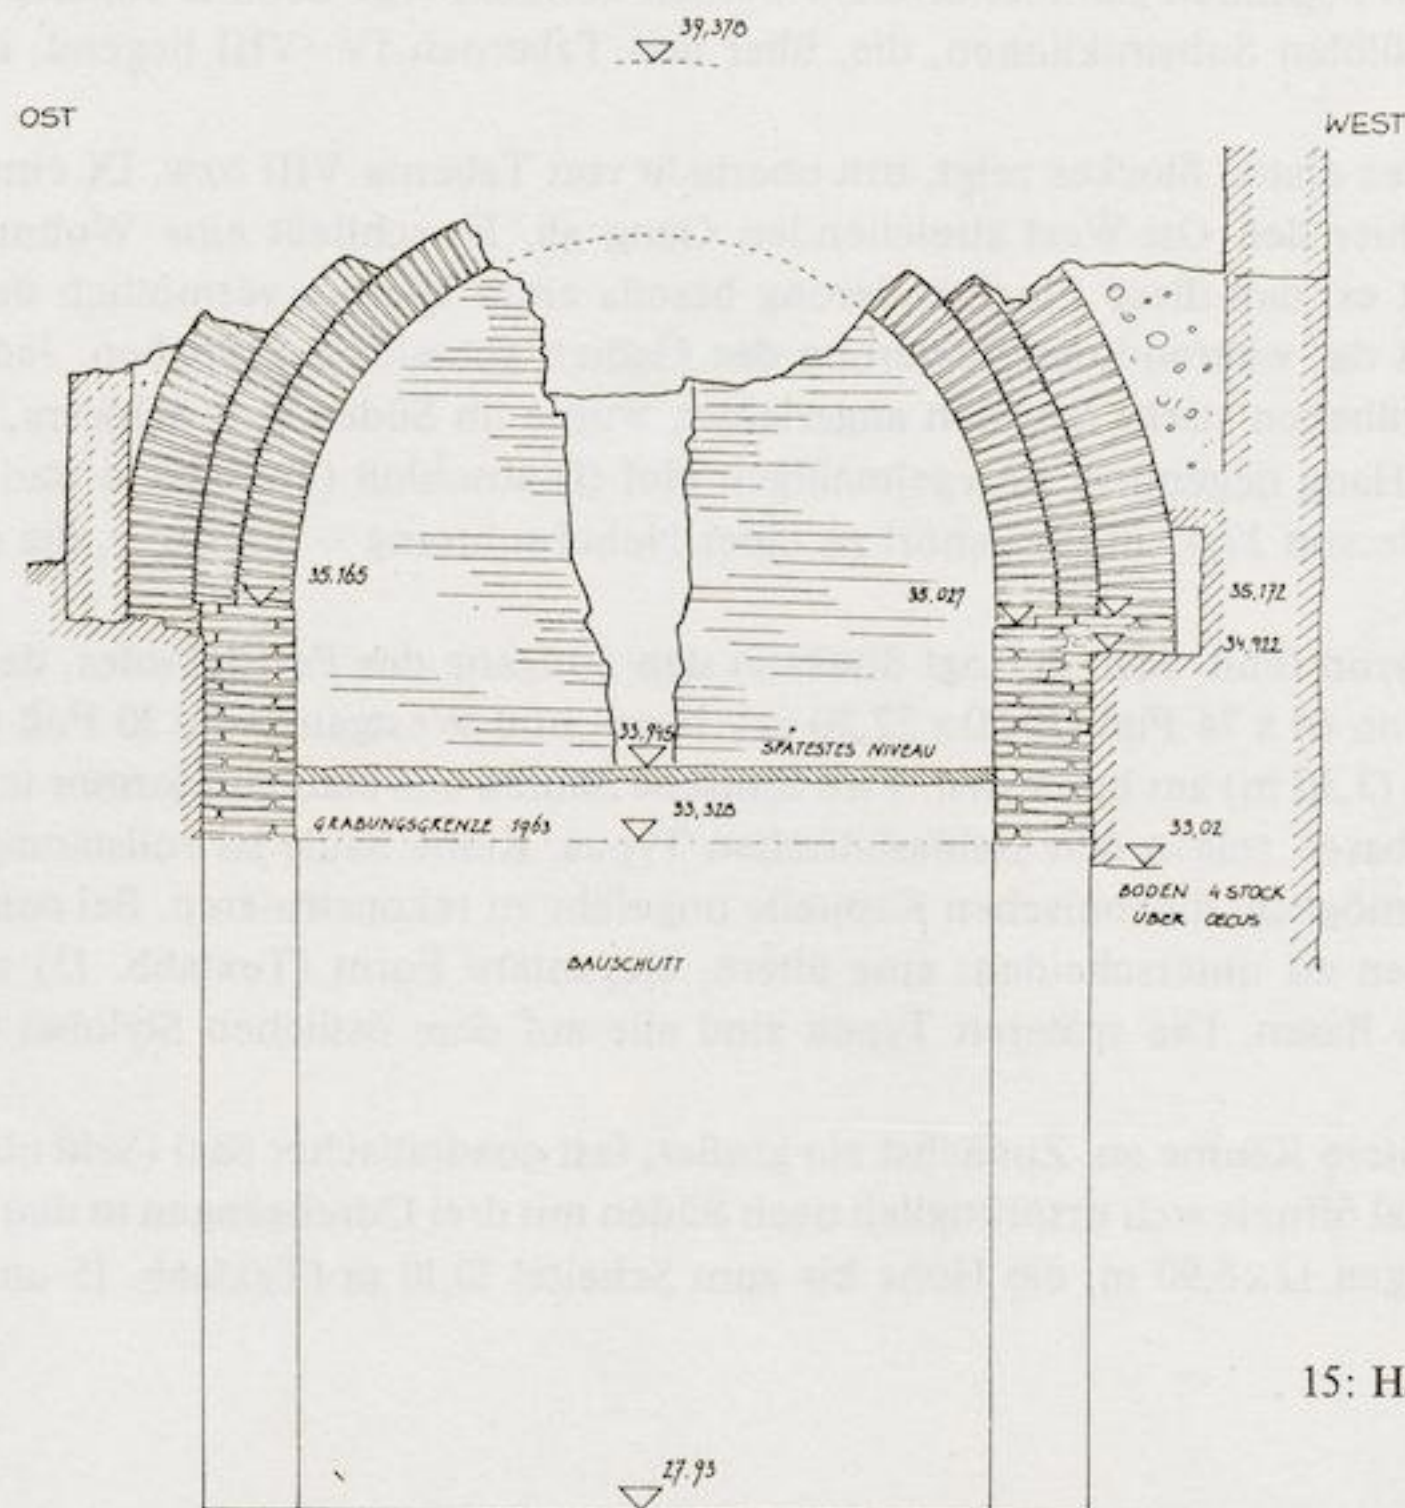 39,378
OST
WEST
35.165
35.027
35,172
34,922
33.945
SPÄTESTES NIVEAU
GRABUNGSGRENZE 1963
33,328
33,02
BODEN 4 STOCK
ÜBER OECUS
BAUSCHUTT
15: H
27.93